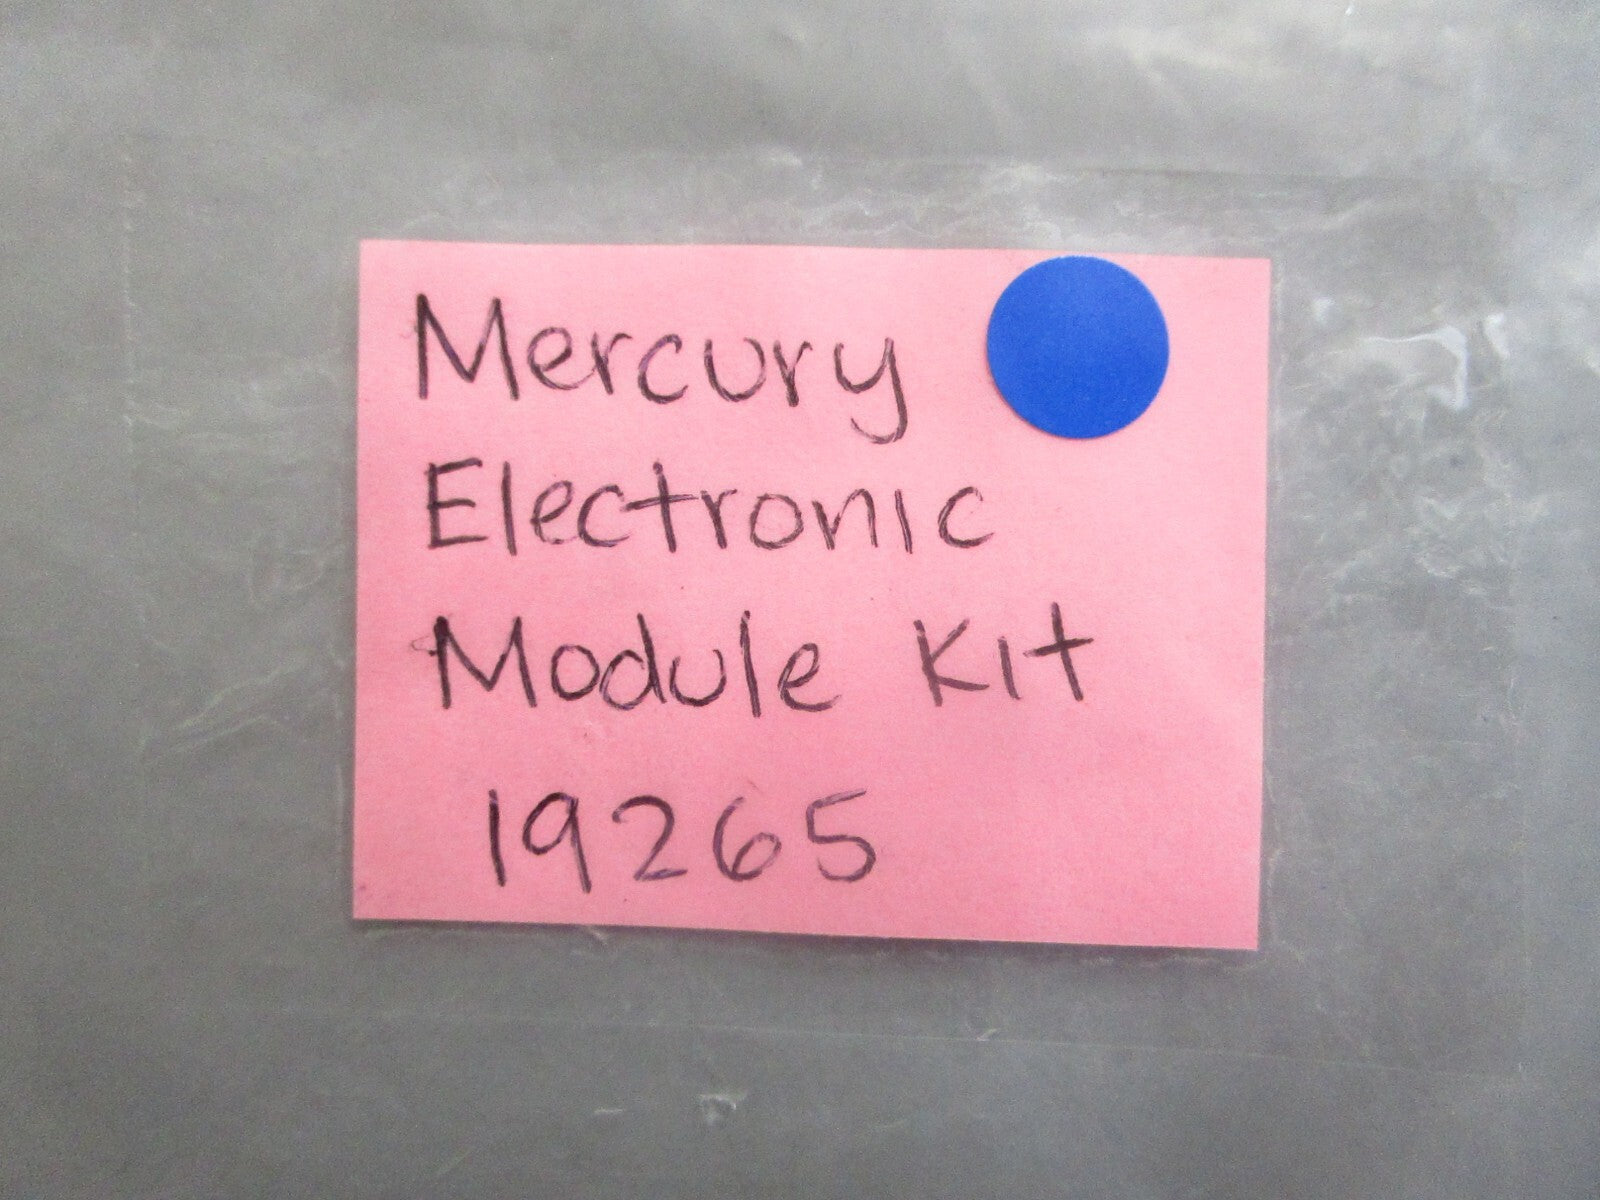 Mercury
Electronic
Module Kit
19265